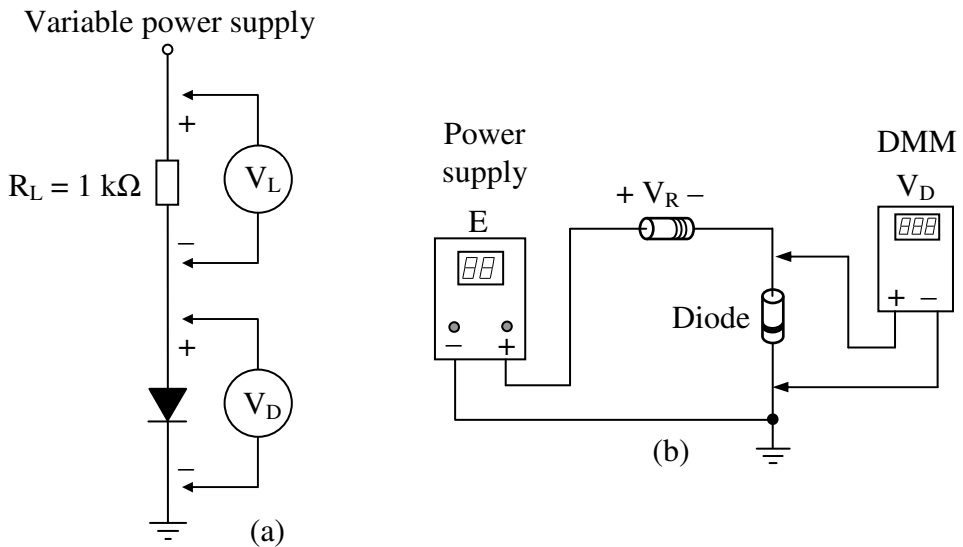 Variable power supply
+
V_L
R_L = 1 kΩ
–
+
V_D
–
(a)
Power
supply
E
– +
+ V_R –
Diode
DMM
V_D
+ –
(b)